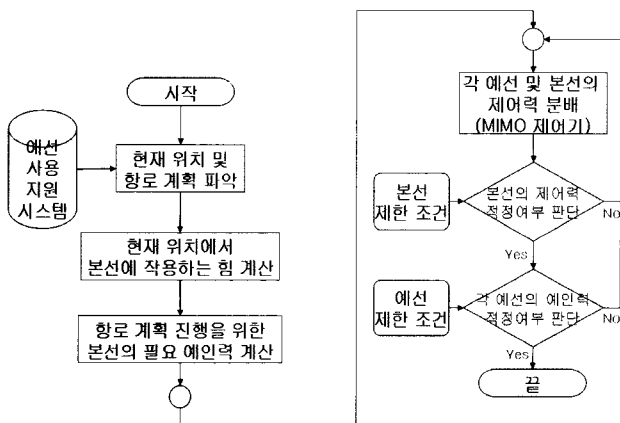 시작
예선
사용
지원
시스템
현재 위치 및
항로 계획 파악
현재 위치에서
본선에 작용하는 힘 계산
항로 계획 진행을 위한
본선의 필요 예인력 계산
각 예선 및 본선의
제어력 분배
(MIMO 제어기)
본선
제한 조건
본선의 제어력
적정여부 판단
No
Yes
예선
제한 조건
각 예선의 예인력
적정여부 판단
No
Yes
끝